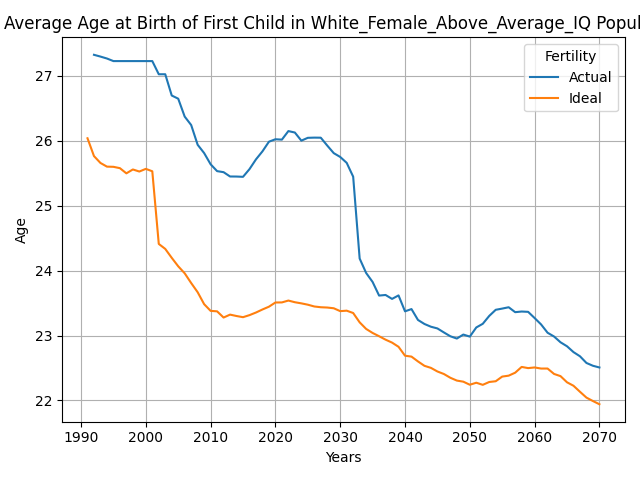 Average Age at Birth of First Child in White_Female_Above_Average_IQ Popul
Fertility
Actual
Ideal
27
26
25
24
23
22
Age
1990 2000 2010 2020 2030 2040 2050 2060 2070
Years